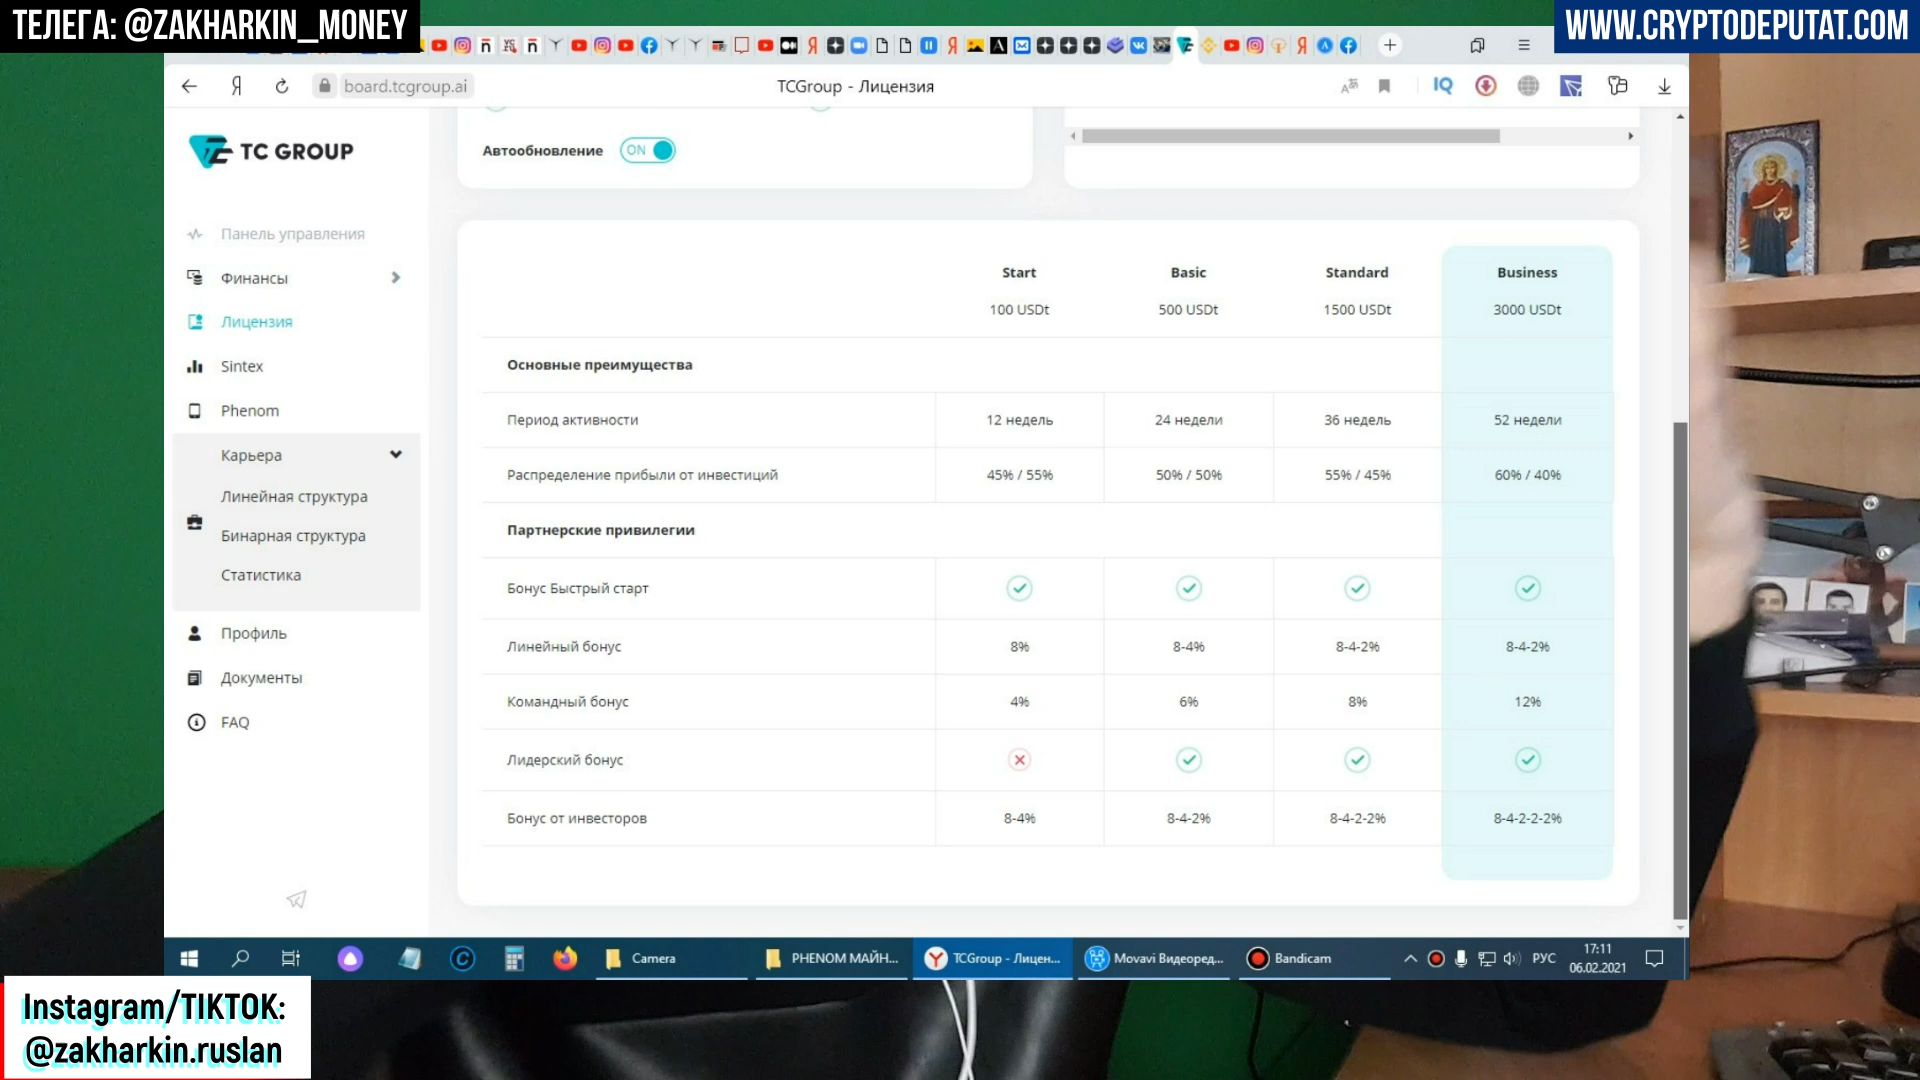 ТЕЛЕГА: @ZAKHARKIN_MONEY
WWW.CRYPTODEPUTAT.COM
board.tcgroup.ai
TCGroup - Лицензия
IQ
TC GROUP
Автообновление ON
Панель управления
Финансы
Лицензия
Sintex
Phenom
Карьера
Линейная структура
Бинарная структура
Статистика
Профиль
Документы
FAQ
Start Basic Standard Business
100 USDt 500 USDt 1500 USDt 3000 USDt
Основные преимущества
Период активности 12 недель 24 недели 36 недель 52 недели
Распределение прибыли от инвестиций 45% / 55% 50% / 50% 55% / 45% 60% / 40%
Партнерские привилегии
Бонус Быстрый старт
Линейный бонус 8% 8-4% 8-4-2% 8-4-2%
Командный бонус 4% 6% 8% 12%
Лидерский бонус
Бонус от инвесторов 8-4% 8-4-2% 8-4-2-2% 8-4-2-2-2%
Camera
PHENOM МАЙН...
TCGroup - Лицен...
Movavi Видеоред...
Bandicam
РУС
17:11
06.02.2021
Instagram/TIKTOK:
@zakharkin.ruslan